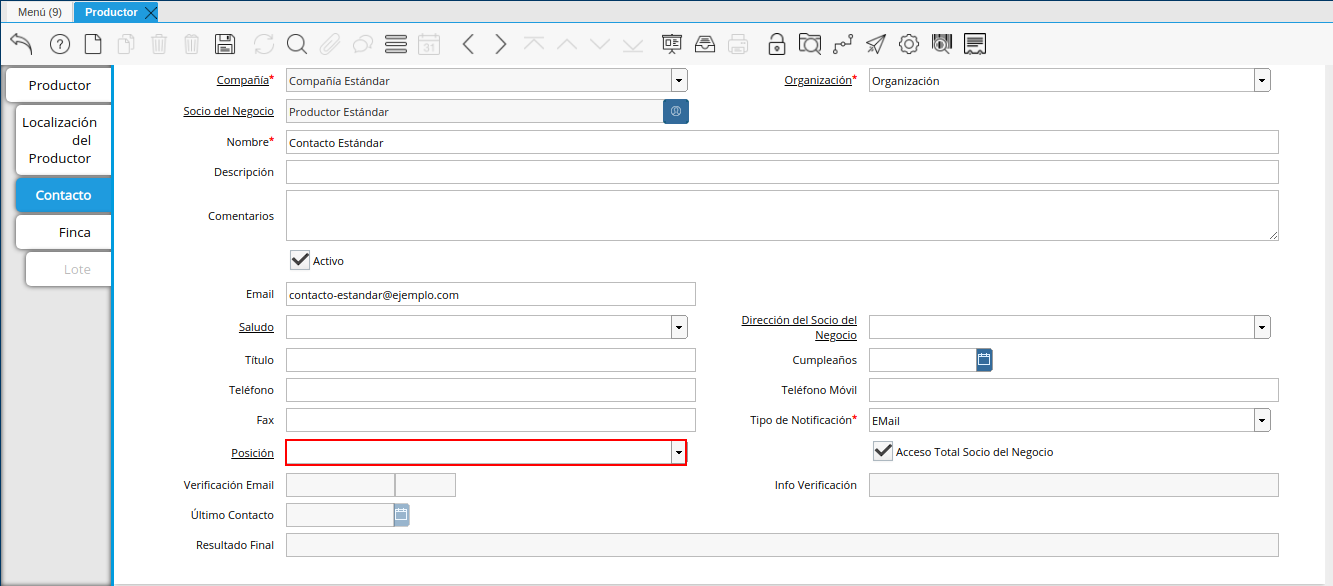 Menú (9) Productor
31
Productor
Localización del Productor
Contacto
Finca
Lote
Compañía* Compañía Estándar Organización* Organización
Socio del Negocio Productor Estándar
Nombre* Contacto Estándar
Descripción
Comentarios
Activo
Email contacto-estandar@ejemplo.com
Saludo Dirección del Socio del Negocio
Título Cumpleaños
Teléfono Teléfono Móvil
Fax Tipo de Notificación* EMail
Posición Acceso Total Socio del Negocio
Verificación Email Info Verificación
Último Contacto
Resultado Final